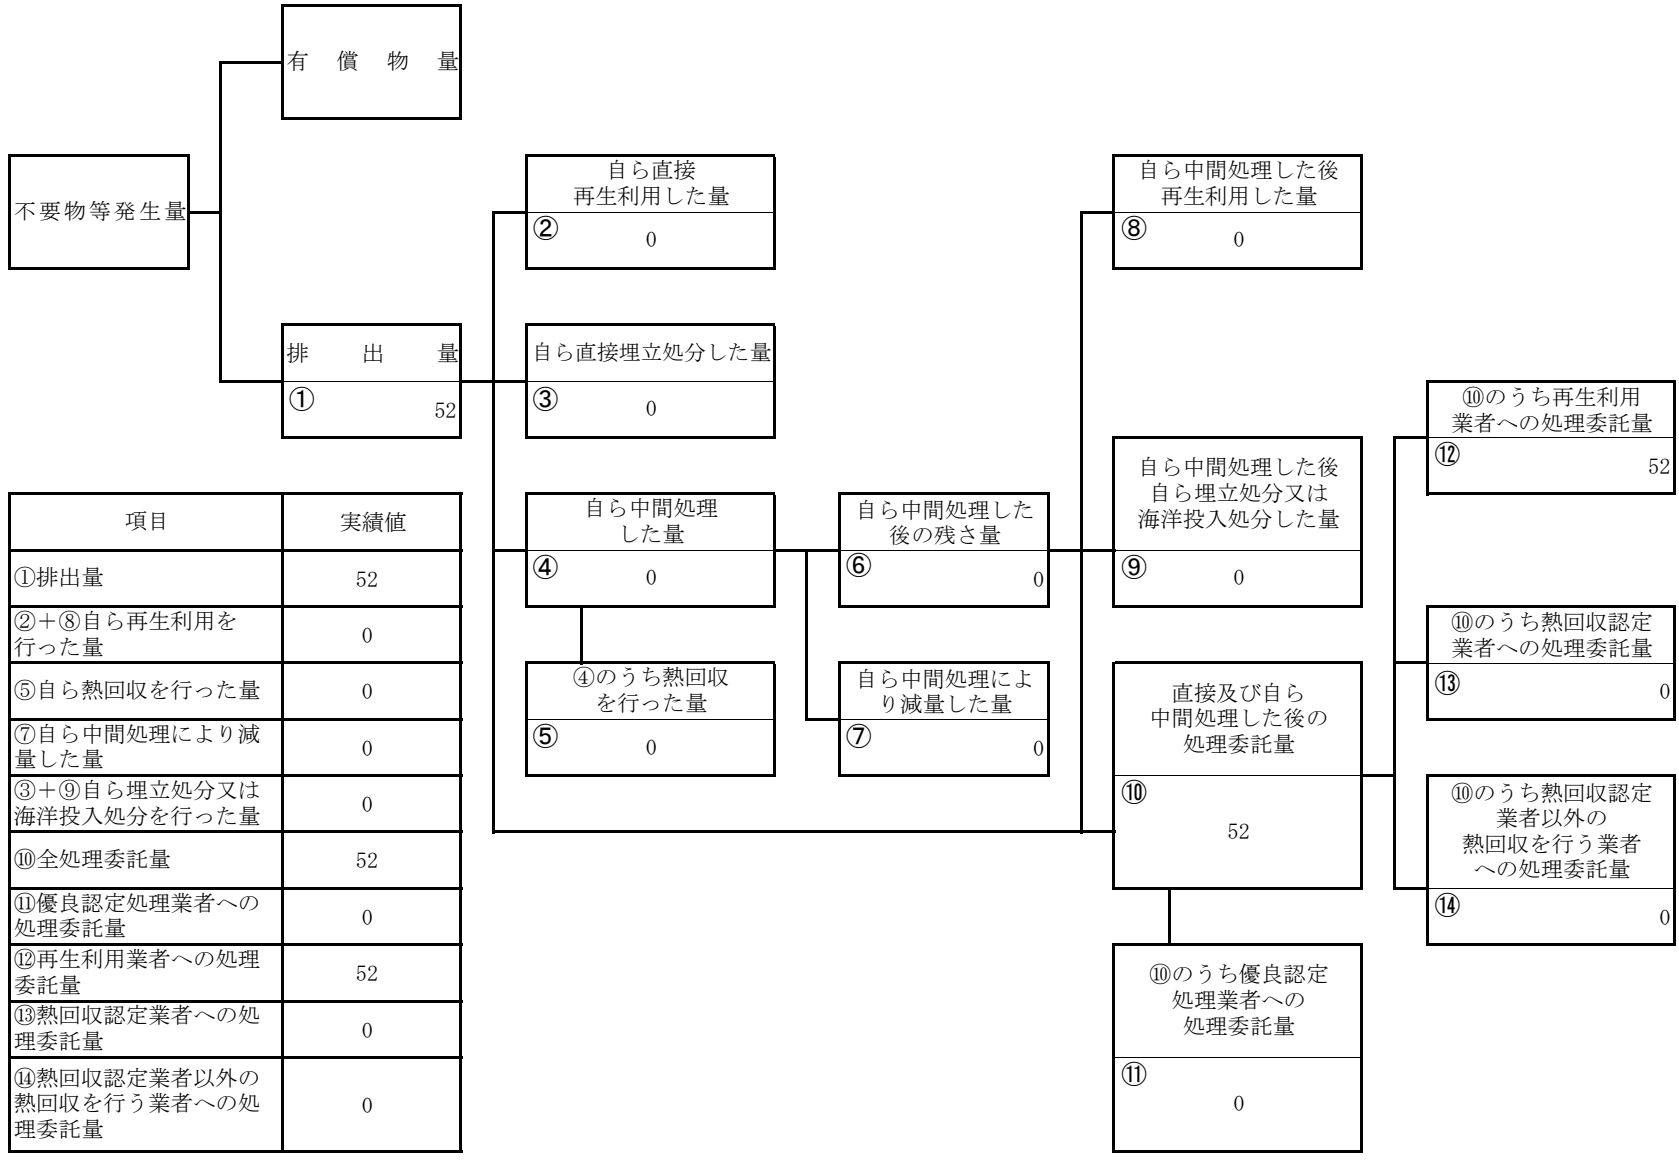 有償物量
不要物等発生量
自ら直接
再生利用した量
②
0
自ら中間処理した後
再生利用した量
⑧
0
排出量
①
52
自ら直接埋立処分した量
③
0
⑩のうち再生利用
業者への処理委託量
⑫
52
自ら中間処理
した量
④
0
自ら中間処理した
後の残さ量
⑥
0
自ら中間処理した後
自ら埋立処分又は
海洋投入処分した量
⑨
0
⑩のうち熱回収認定
業者への処理委託量
⑬
0
④のうち熱回収
を行った量
⑤
0
自ら中間処理によ
り減量した量
⑦
0
直接及び自ら
中間処理した後の
処理委託量
⑩
52
⑩のうち熱回収認定
業者以外の
熱回収を行う業者
への処理委託量
⑭
0
⑩のうち優良認定
処理業者への
処理委託量
⑪
0
項目 実績値
①排出量 52
②＋⑧自ら再生利用を
行った量 0
⑤自ら熱回収を行った量 0
⑦自ら中間処理により減
量した量 0
③＋⑨自ら埋立処分又は
海洋投入処分を行った量 0
⑩全処理委託量 52
⑪優良認定処理業者への
処理委託量 0
⑫再生利用業者への処理
委託量 52
⑬熱回収認定業者への処
理委託量 0
⑭熱回収認定業者以外の
熱回収を行う業者への処 0
理委託量